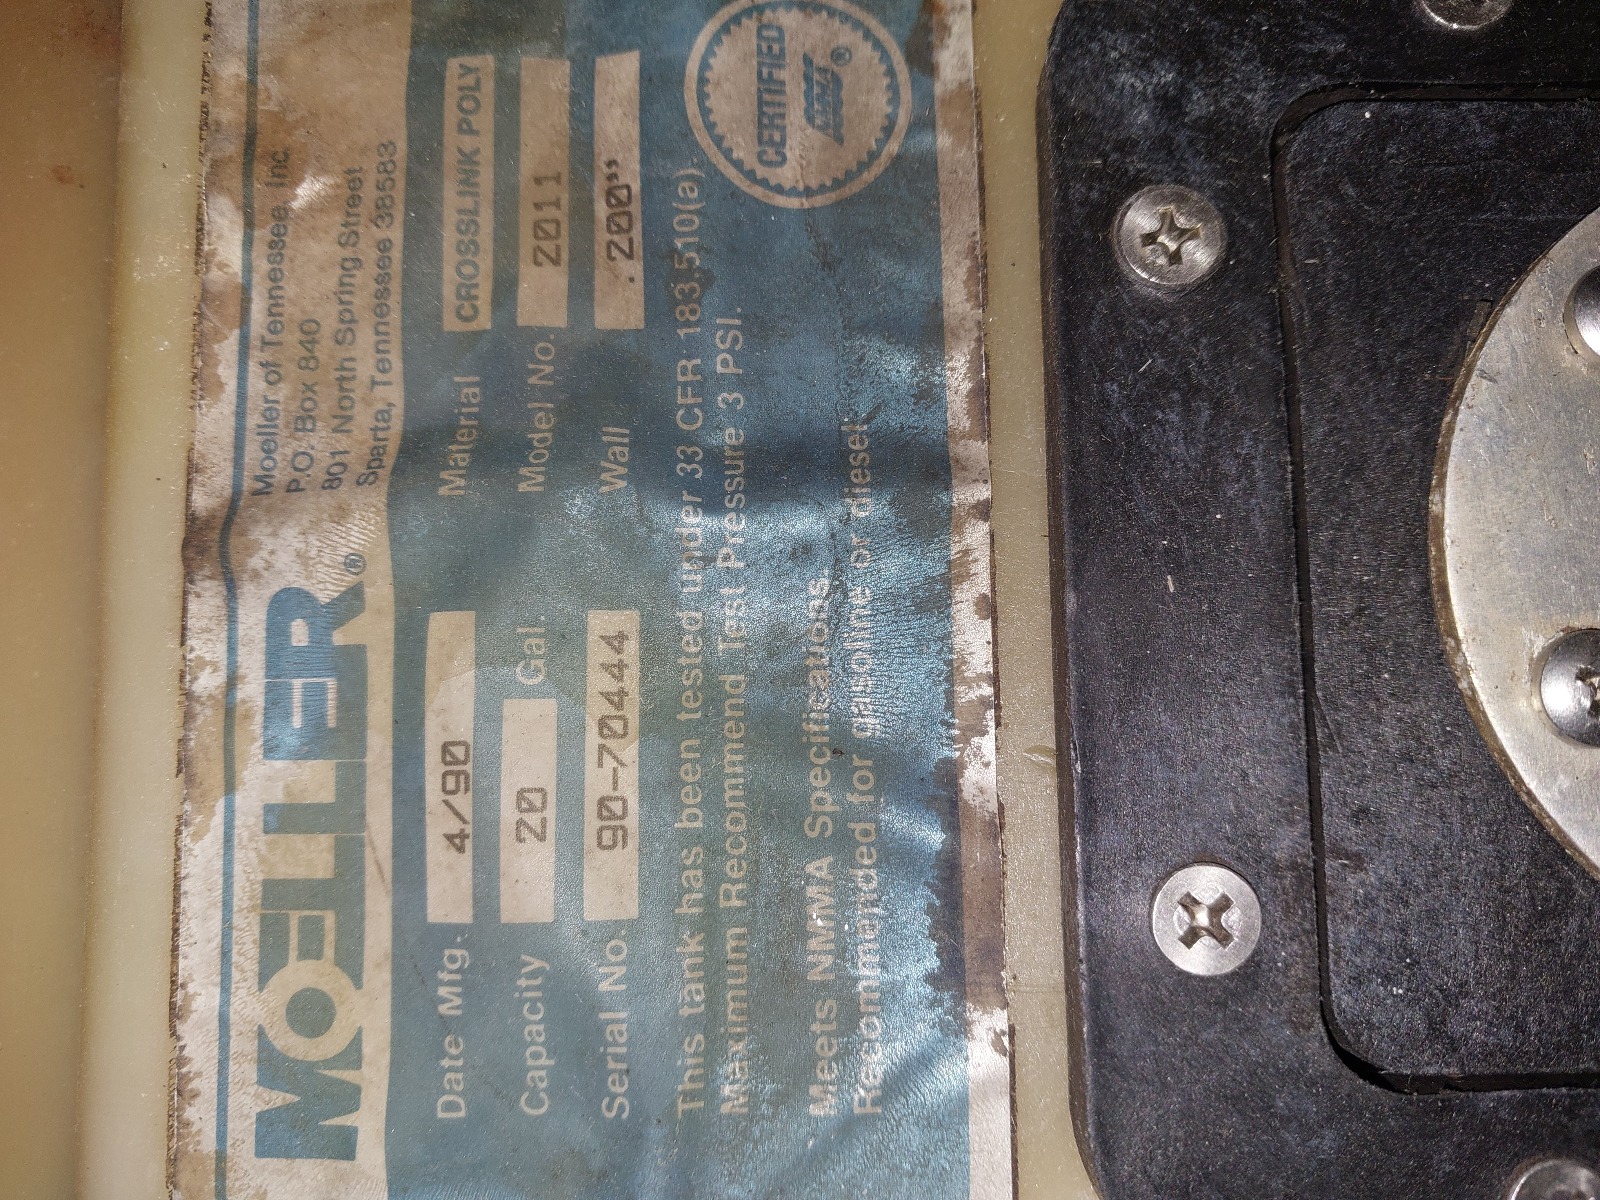 MOELLER®
Moeller of Tennessee, Inc.
P.O. Box 840
801 North Spring Street
Sparta, Tennessee 38583
Date Mfg. 4/90 Material CROSSLINK POLY
Capacity 20 Gal. Model No. 2011
Serial No. 90-70444 Wall .200"
This tank has been tested under 33 CFR 183.510(a).
Maximum Recommend Test Pressure 3 PSI.
Meets NMMA Specifications
Recommended for gasoline or diesel
CERTIFIED
NMMA®